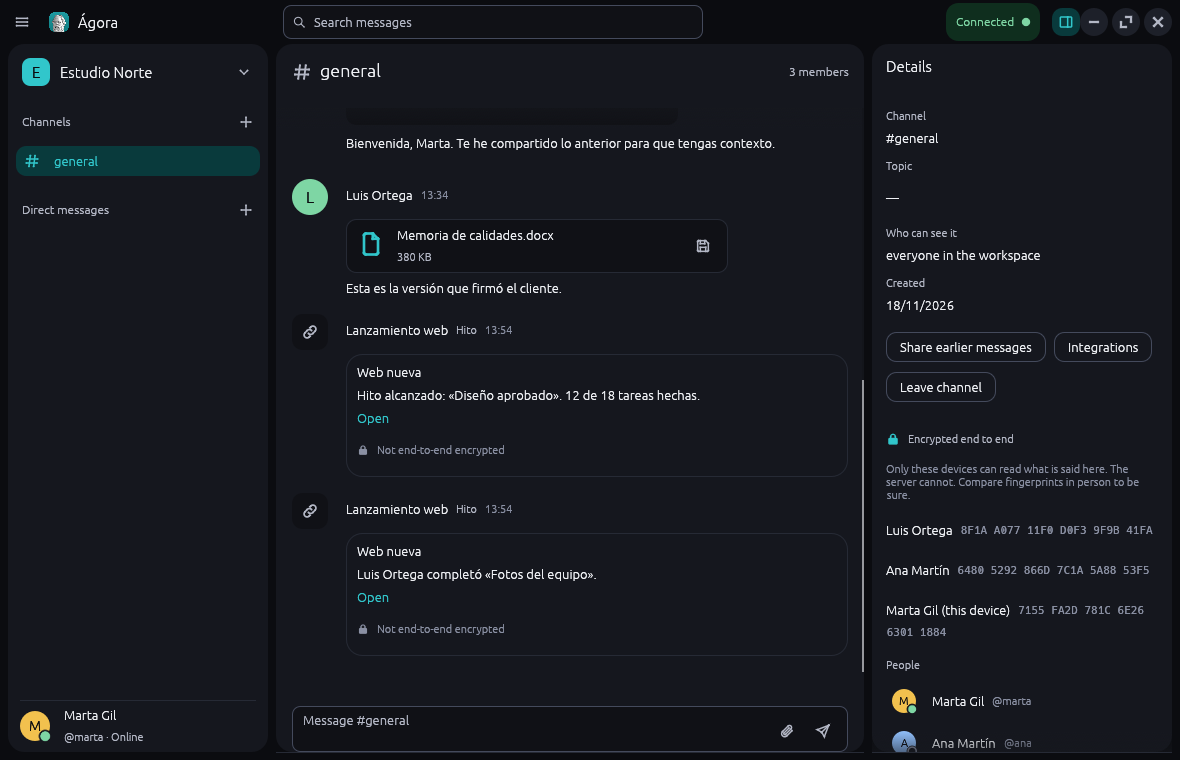 Ágora
Search messages
Connected
E
Estudio Norte
Channels
# general
Direct messages
M
Marta Gil
@marta · Online
# general
3 members
Bienvenida, Marta. Te he compartido lo anterior para que tengas contexto.
L
Luis Ortega 13:34
Memoria de calidades.docx
380 KB
Esta es la versión que firmó el cliente.
Lanzamiento web Hito 13:54
Web nueva
Hito alcanzado: «Diseño aprobado». 12 de 18 tareas hechas.
Open
Not end-to-end encrypted
Lanzamiento web Hito 13:54
Web nueva
Luis Ortega completó «Fotos del equipo».
Open
Not end-to-end encrypted
Message #general
Details
Channel
#general
Topic
—
Who can see it
everyone in the workspace
Created
18/11/2026
Share earlier messages
Integrations
Leave channel
Encrypted end to end
Only these devices can read what is said here. The
server cannot. Compare fingerprints in person to be
sure.
Luis Ortega 8F1A A077 11F0 D0F3 9F9B 41FA
Ana Martín 6480 5292 866D 7C1A 5A88 53F5
Marta Gil (this device) 7155 FA2D 781C 6E26
6301 1884
People
M
Marta Gil @marta
A
Ana Martín @ana